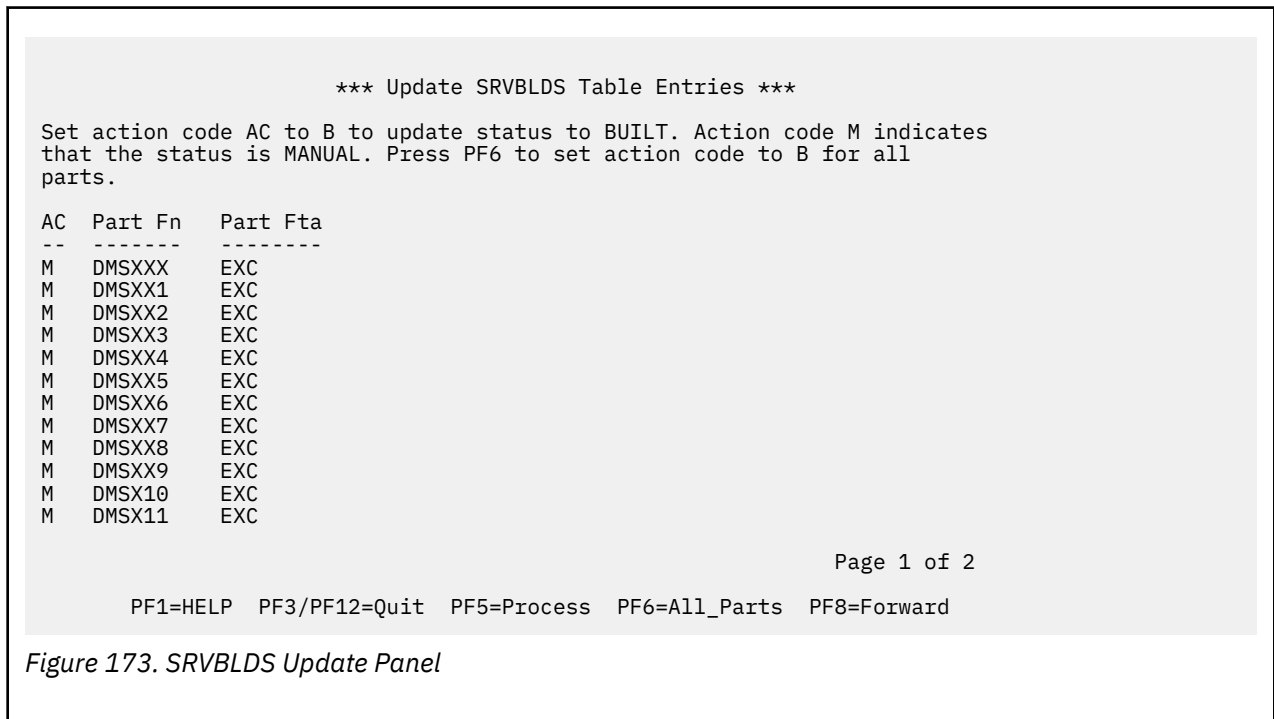 *** Update SRVBLDS Table Entries ***
Set action code AC to B to update status to BUILT. Action code M indicates
that the status is MANUAL. Press PF6 to set action code to B for all
parts.
AC  Part Fn   Part Fta
--  -------   --------
M   DMSXXX    EXC
M   DMSXX1    EXC
M   DMSXX2    EXC
M   DMSXX3    EXC
M   DMSXX4    EXC
M   DMSXX5    EXC
M   DMSXX6    EXC
M   DMSXX7    EXC
M   DMSXX8    EXC
M   DMSXX9    EXC
M   DMSX10    EXC
M   DMSX11    EXC
Page 1 of 2
PF1=HELP  PF3/PF12=Quit  PF5=Process  PF6=All_Parts  PF8=Forward
Figure 173. SRVBLDS Update Panel